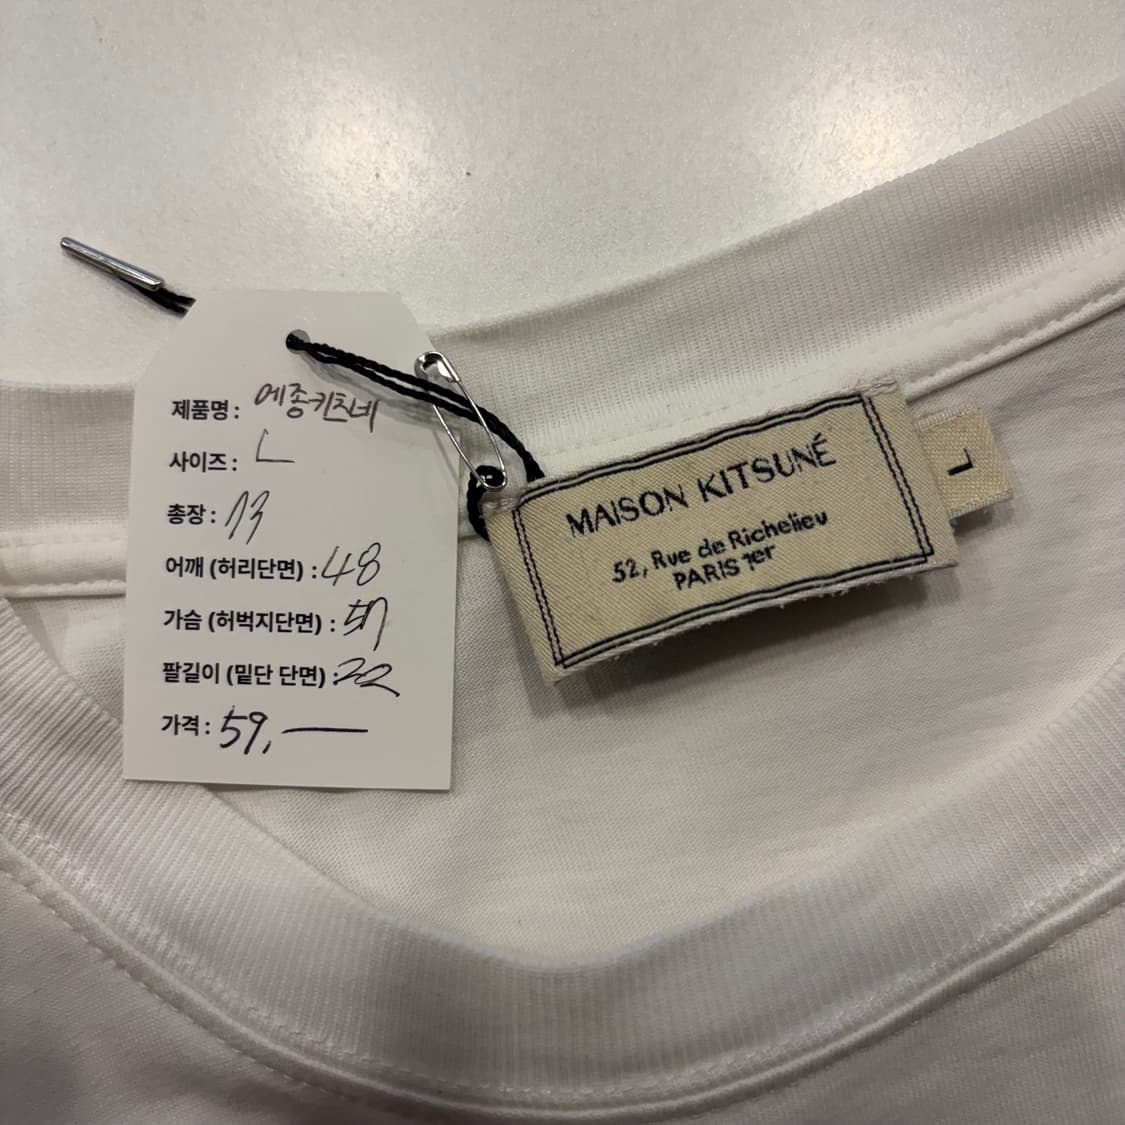 제품명: 메종키츠네
사이즈: L
총장: 73
어깨 (허리단면) : 48
가슴 (허벅지단면) : 57
팔길이 (밑단 단면) : 22
가격: 59,—
MAISON KITSUNÉ
52, Rue de Richelieu
PARIS 1er
L